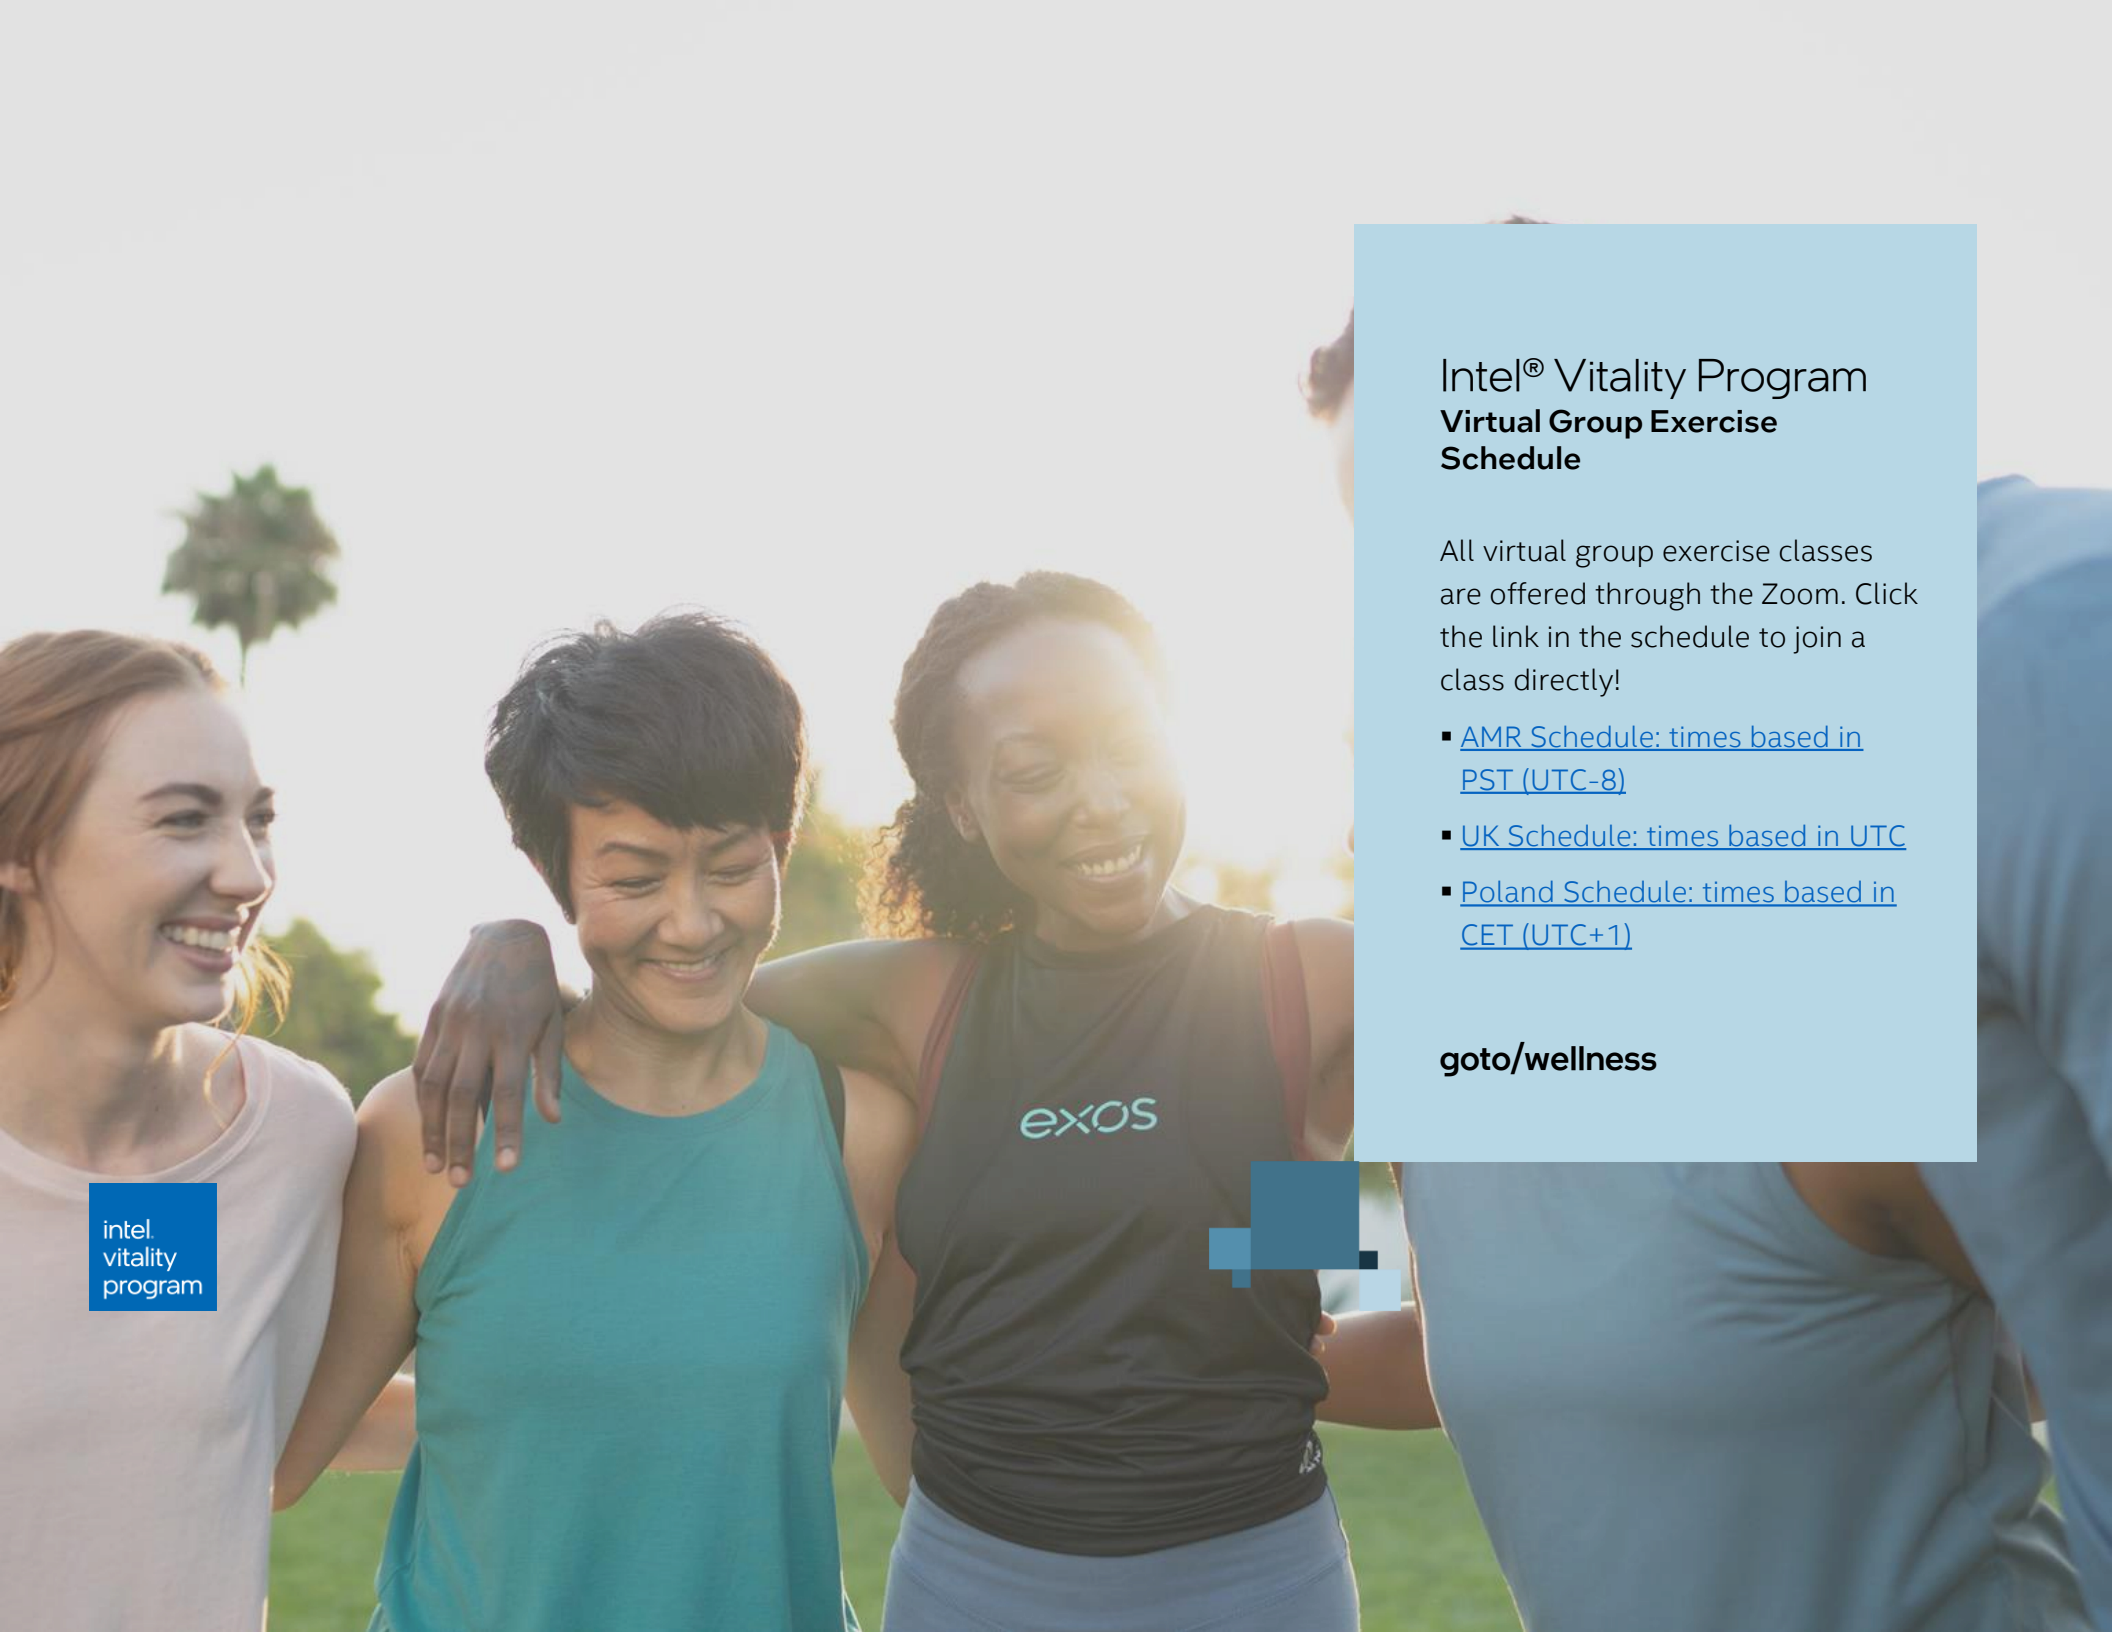 Intel® Vitality Program
Virtual Group Exercise
Schedule
All virtual group exercise classes
are offered through the Zoom. Click
the link in the schedule to join a
class directly!
▪ AMR Schedule: times based in
PST (UTC-8)
▪ UK Schedule: times based in UTC
▪ Poland Schedule: times based in
CET (UTC+1)
goto/wellness
exos
intel.
vitality
program